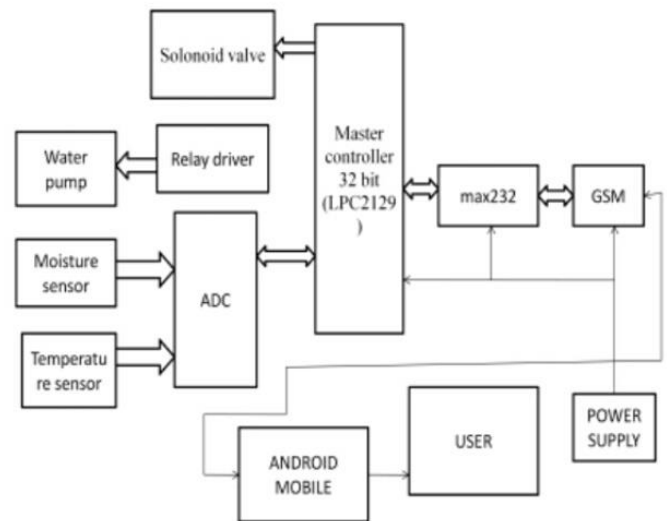 Solonoid valve
Water
pump
Relay driver
Master
controller
32 bit
(LPC2129
)
max232
GSM
Moisture
sensor
ADC
Temperatu
re sensor
ANDROID
MOBILE
USER
POWER
SUPPLY